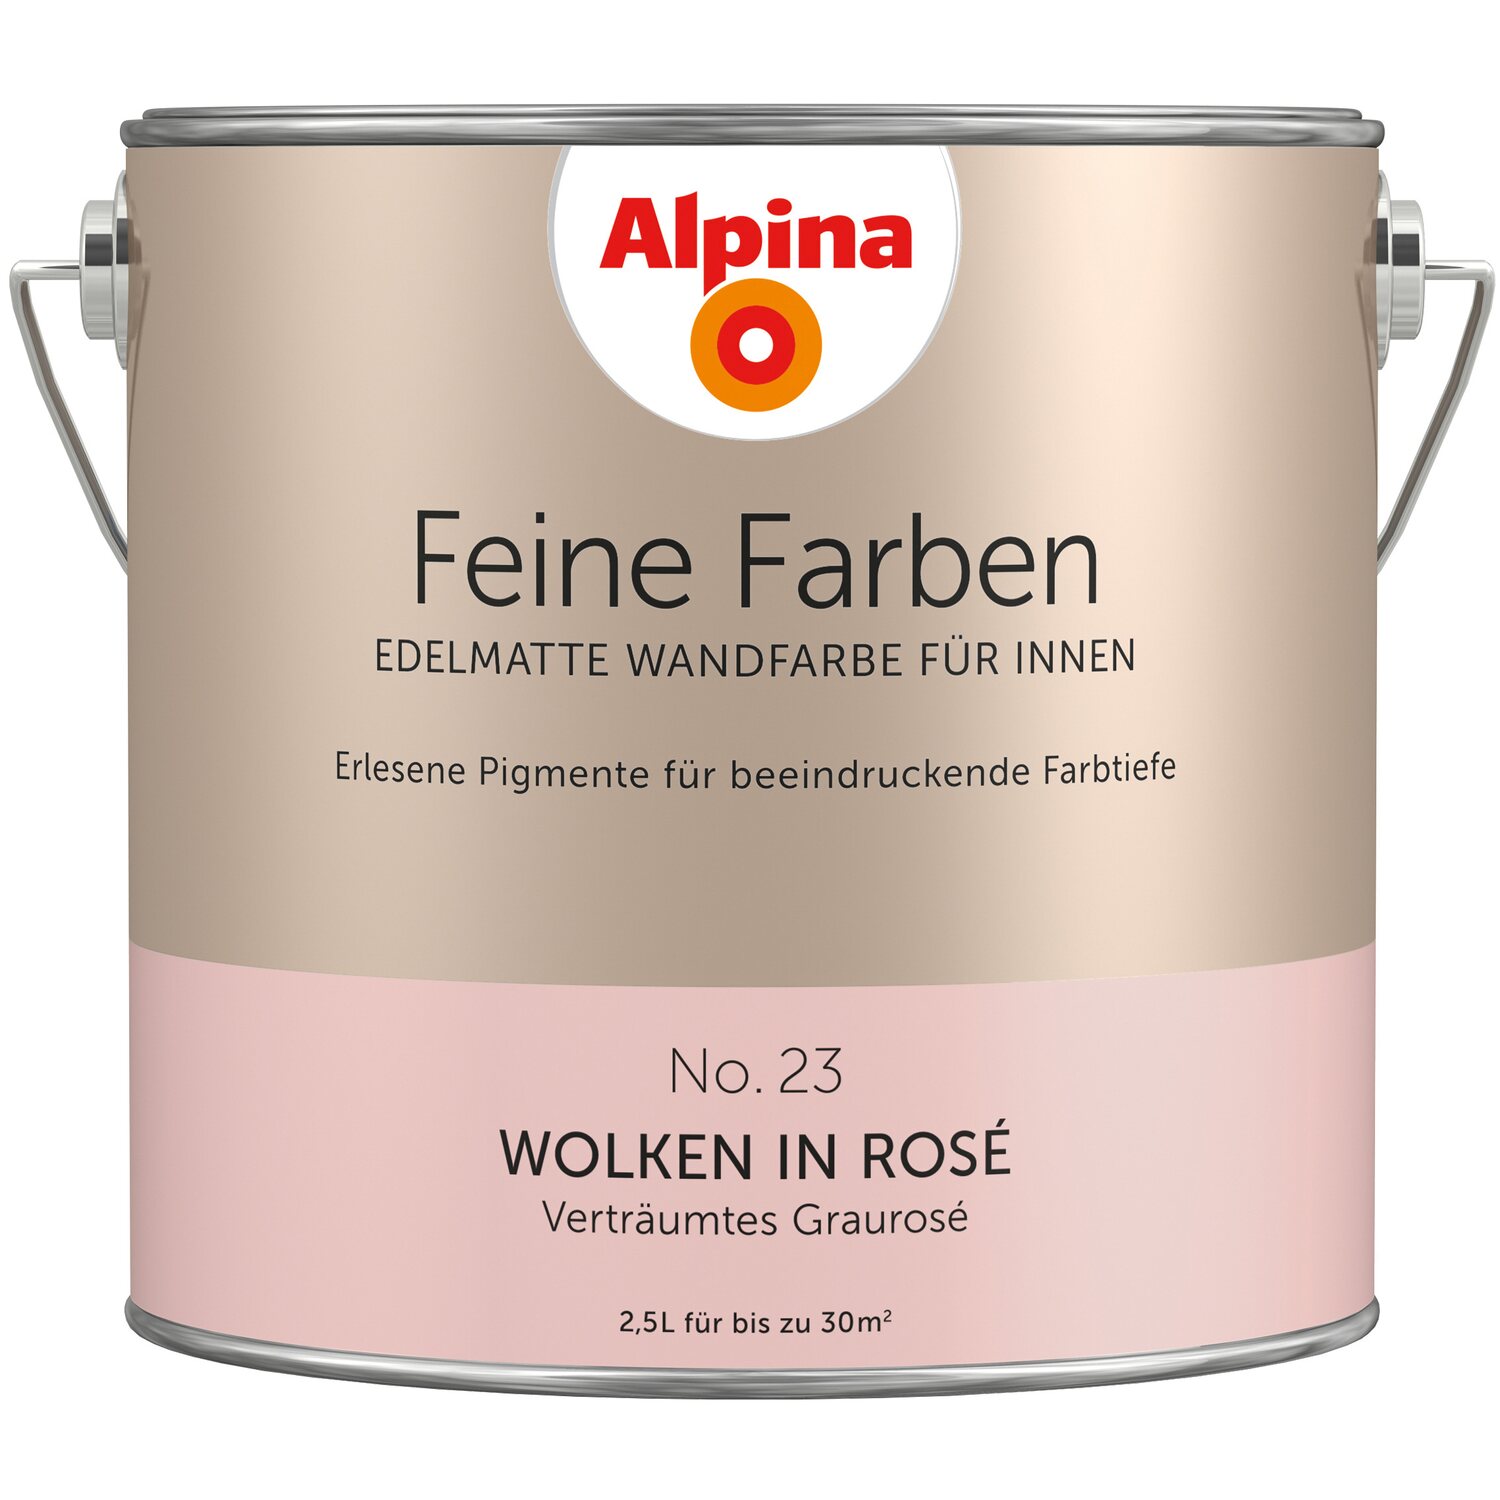 Alpina
Feine Farben
EDELMATTE WANDFARBE FÜR INNEN
Erlesene Pigmente für beeindruckende Farbtiefe
No. 23
WOLKEN IN ROSÉ
Verträumtes Graurosé
2,5L für bis zu 30m²